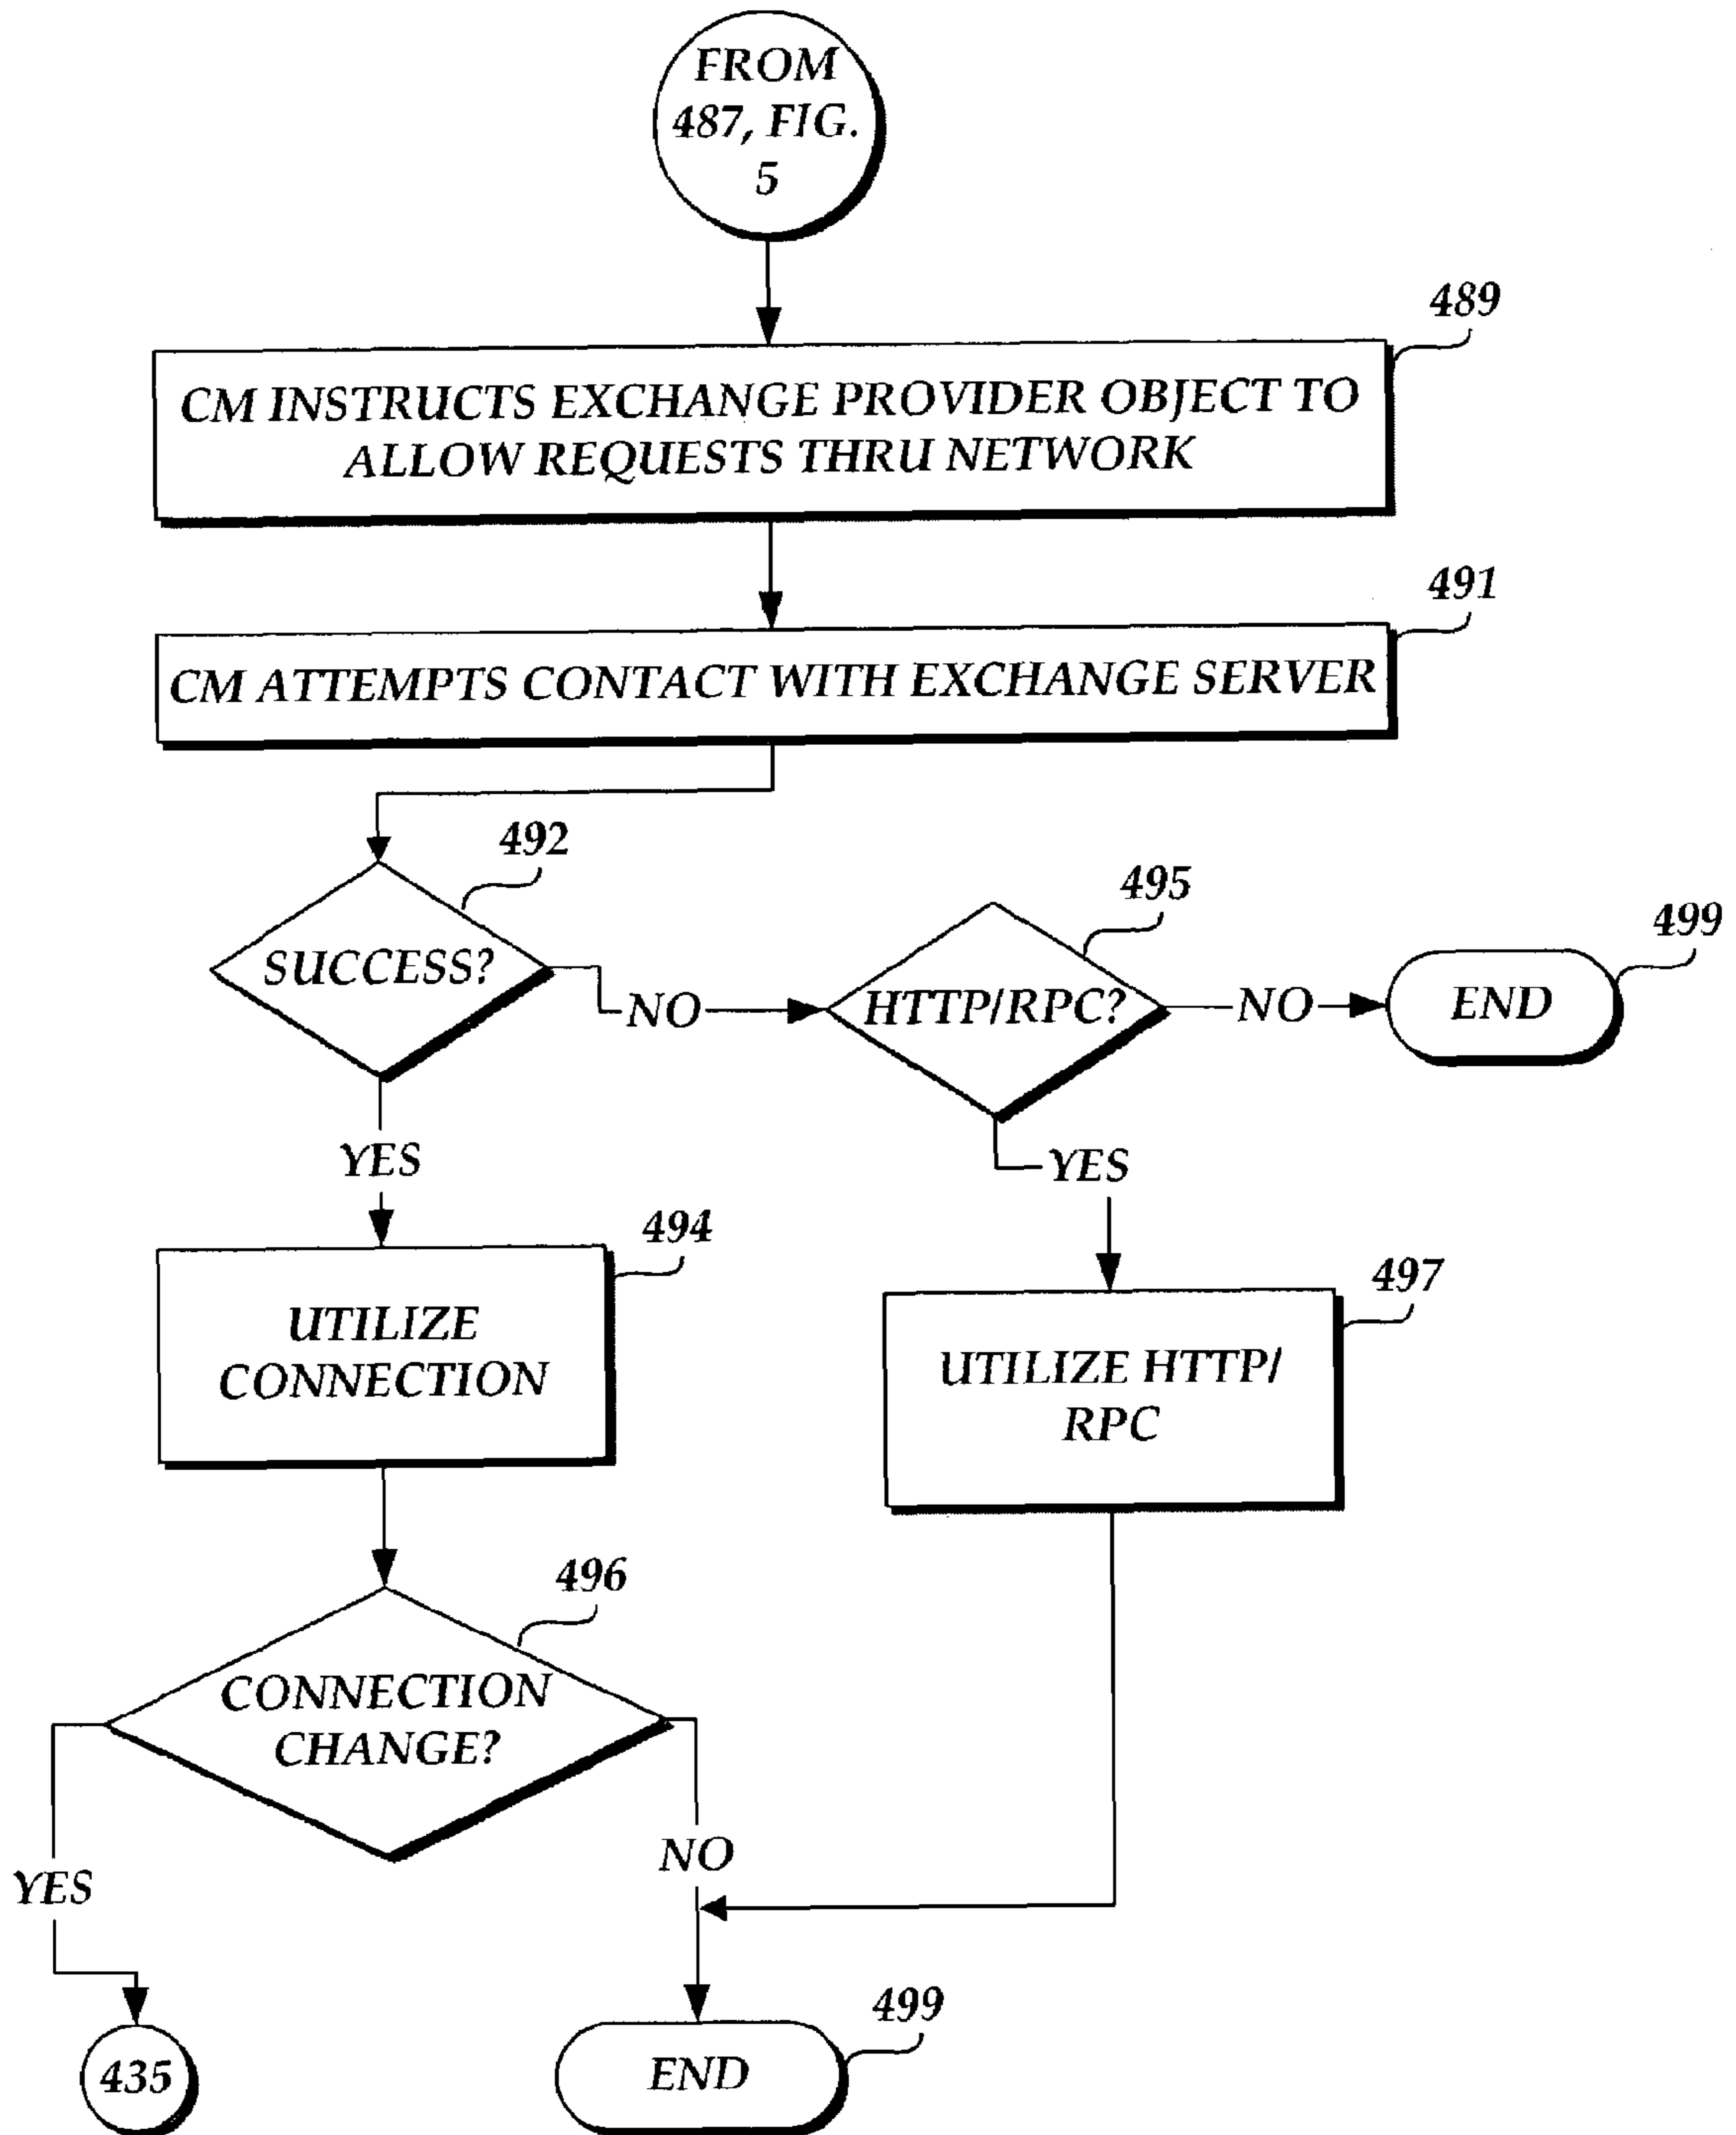 FROM
487, FIG.
5
489
CM INSTRUCTS EXCHANGE PROVIDER OBJECT TO
ALLOW REQUESTS THRU NETWORK
491
CM ATTEMPTS CONTACT WITH EXCHANGE SERVER
492
495
499
SUCCESS?
NO
HTTP/RPC?
NO
END
YES
YES
494
497
UTILIZE
CONNECTION
UTILIZE HTTP/
RPC
496
CONNECTION
CHANGE?
YES
NO
499
435
END